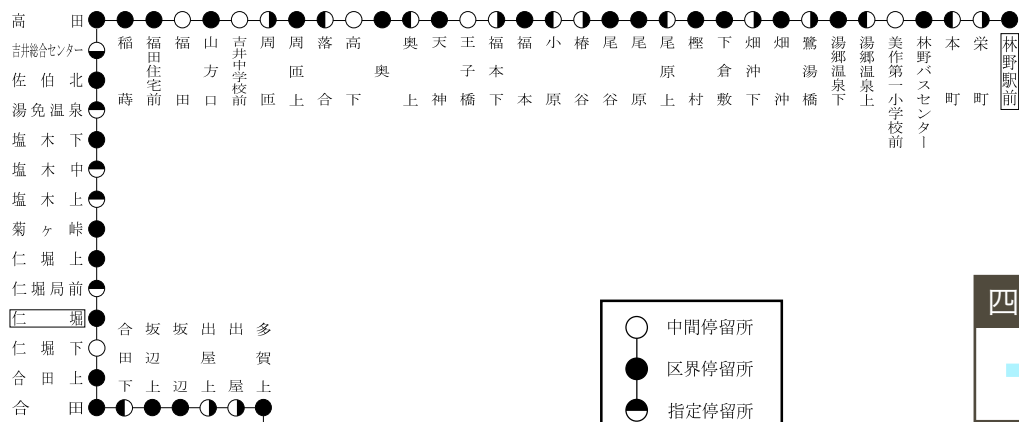 高田
稲蒔
福田住宅前
福田
山方口
吉井中学校前
周匝
周匝上
落合
高下
奥
奥上
天神
王子橋
福本下
福本
小原
椿谷
尾谷
尾原
尾原上
樫村
下倉敷
畑沖下
畑沖
鷺湯橋
湯郷温泉下
湯郷温泉上
美作第一小学校前
林野バスセンター
本町
栄町
林野駅前
吉井総合センター
佐伯北
湯免温泉
塩木下
塩木中
塩木上
菊ヶ峠
仁堀上
仁堀局前
仁堀
仁堀下
合田上
合田
合田下
坂辺上
坂辺
出屋上
出屋
多賀上
中間停留所
区界停留所
指定停留所
四